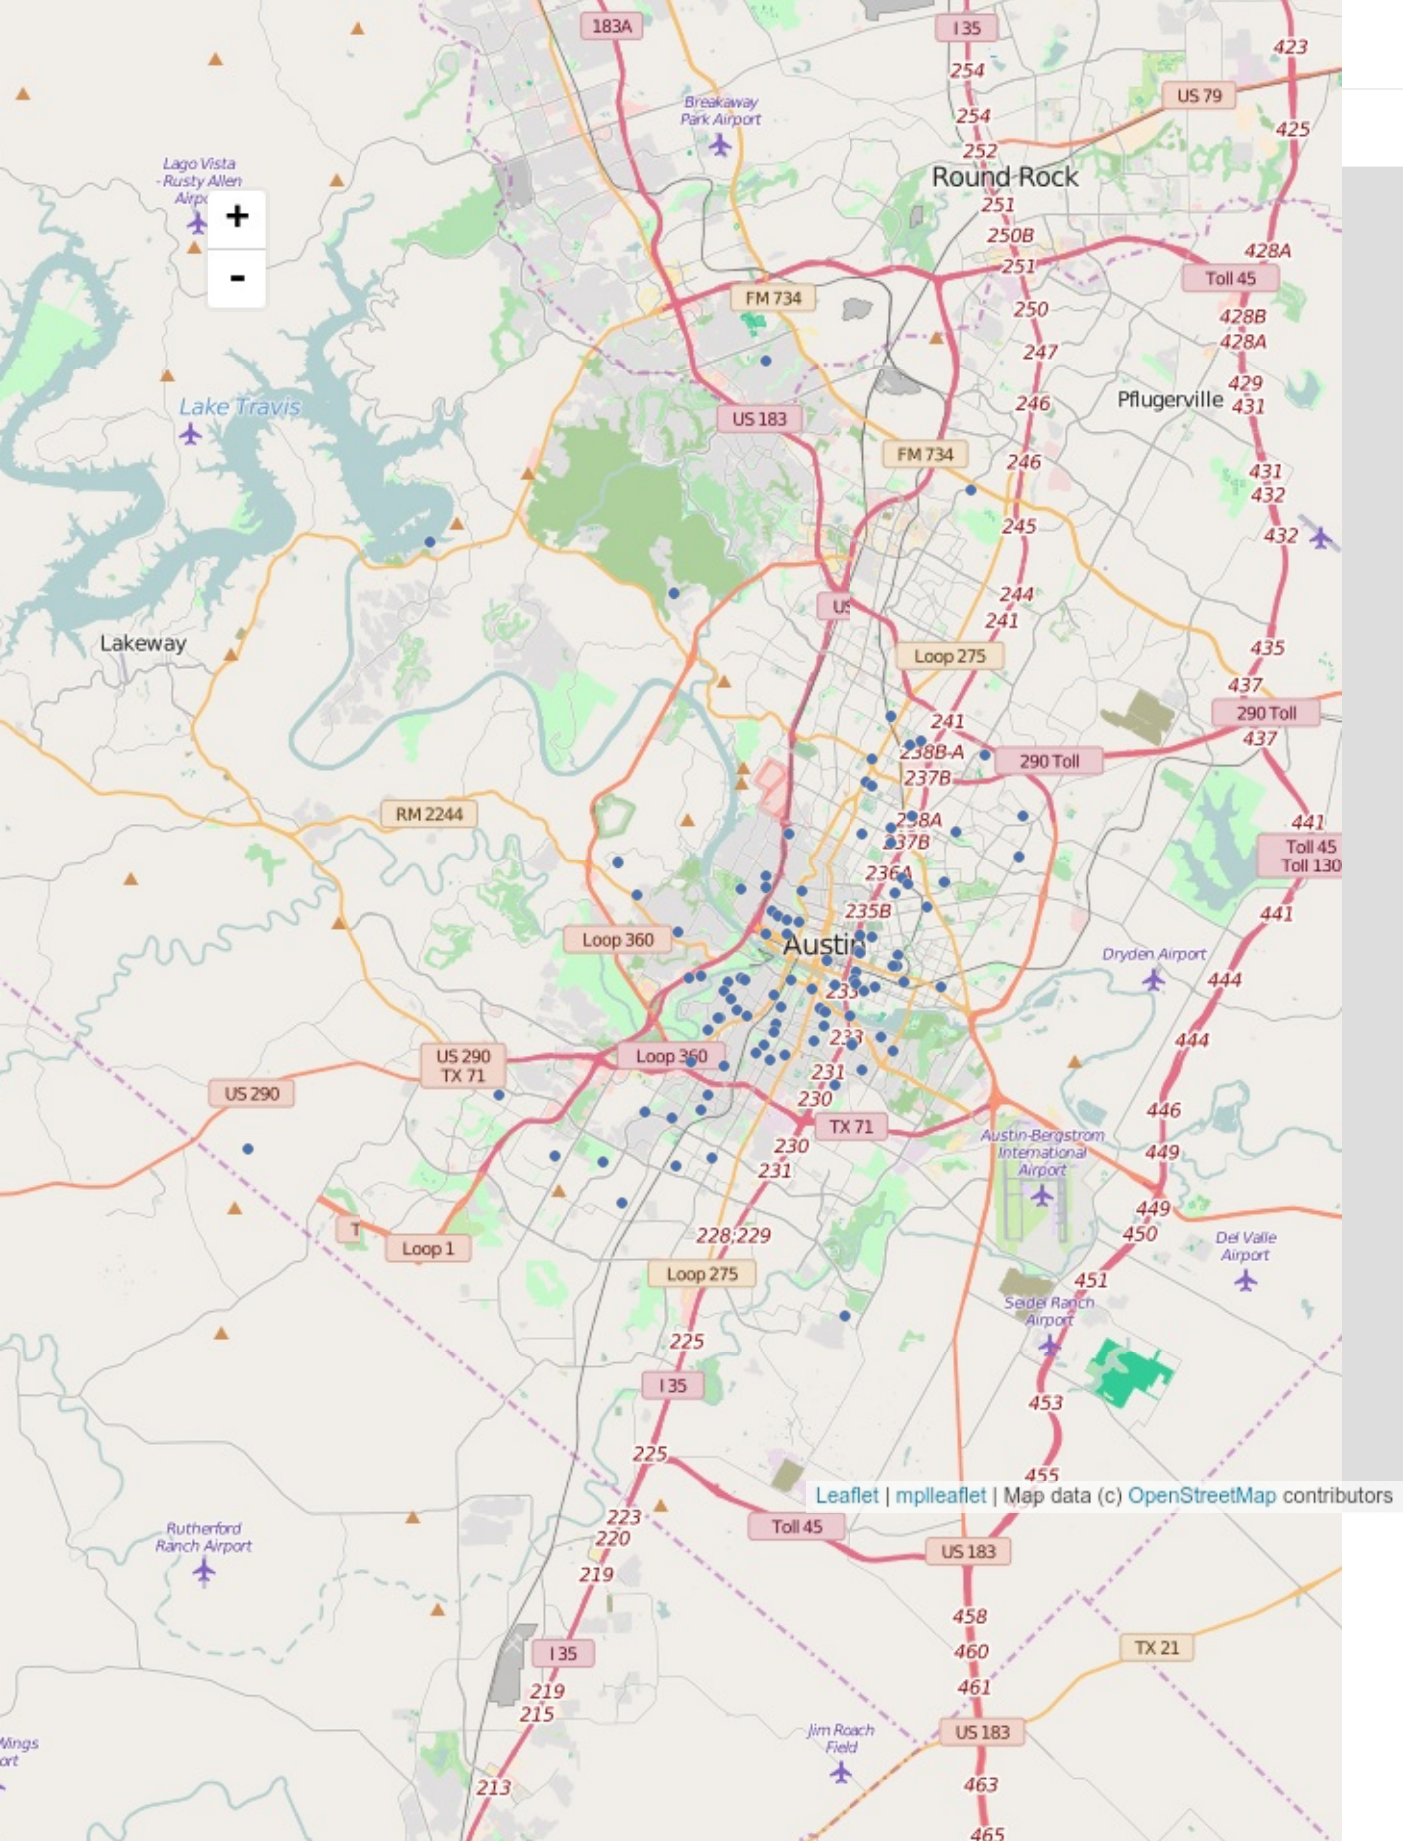 183A
I 35
423
254
US 79
Breakaway
Park Airport
254
425
252
Lago Vista
- Rusty Allen
Round Rock
251
250B
428A
251
Toll 45
+
-
FM 734
250
428B
428A
247
429
431
Pflugerville
246
Lake Travis
US 183
FM 734
246
431
432
245
432
244
241
US
Lakeway
Loop 275
435
437
290 Toll
437
241
238B-A
290 Toll
237B
RM 2244
238A
441
237B
Toll 45
Toll 130
236A
235B
441
Loop 360
Austin
Dryden Airport
444
235
233
444
US 290
TX 71
Loop 360
231
US 290
230
446
TX 71
Austin-Bergstrom
International
Airport
230
449
231
449
450
T
Loop 1
228;229
Del Valle
Airport
Loop 275
451
Seidel Ranch
Airport
225
I 35
453
225
455
Leaflet | mplleaflet | Map data (c) OpenStreetMap contributors
223
Toll 45
Rutherford
Ranch Airport
220
US 183
219
458
I 35
460
TX 21
461
219
215
US 183
Jim Roach
Field
213
463
465